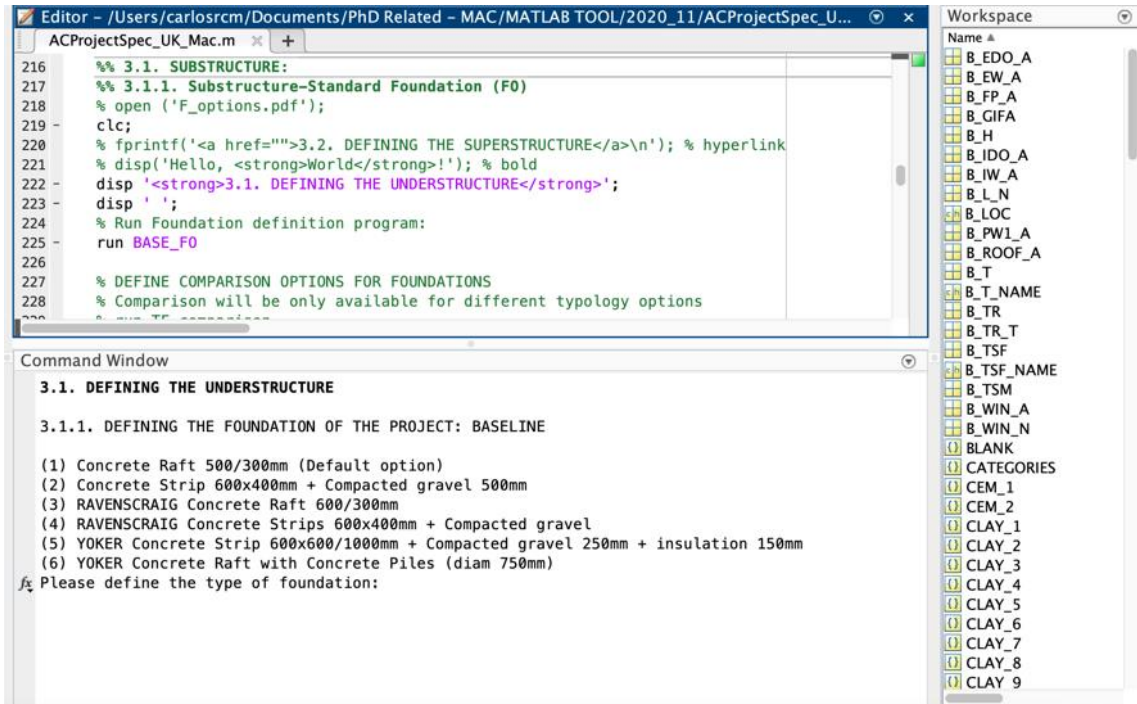 Editor – /Users/carlosrcm/Documents/PhD Related – MAC/MATLAB TOOL/2020_11/ACProjectSpec_U...
ACProjectSpec_UK_Mac.m
216 %% 3.1. SUBSTRUCTURE:
217 %% 3.1.1. Substructure–Standard Foundation (FO)
218 % open ('F_options.pdf');
219 – clc;
220 % fprintf('<a href="">3.2. DEFINING THE SUPERSTRUCTURE</a>\n'); % hyperlink
221 % disp('Hello, <strong>World</strong>!'); % bold
222 – disp '<strong>3.1. DEFINING THE UNDERSTRUCTURE</strong>';
223 – disp ' ';
224 % Run Foundation definition program:
225 – run BASE_FO
226
227 % DEFINE COMPARISON OPTIONS FOR FOUNDATIONS
228 % Comparison will be only available for different typology options
Command Window
3.1. DEFINING THE UNDERSTRUCTURE
3.1.1. DEFINING THE FOUNDATION OF THE PROJECT: BASELINE
(1) Concrete Raft 500/300mm (Default option)
(2) Concrete Strip 600x400mm + Compacted gravel 500mm
(3) RAVENSCRAIG Concrete Raft 600/300mm
(4) RAVENSCRAIG Concrete Strips 600x400mm + Compacted gravel
(5) YOKER Concrete Strip 600x600/1000mm + Compacted gravel 250mm + insulation 150mm
(6) YOKER Concrete Raft with Concrete Piles (diam 750mm)
fx Please define the type of foundation:
Workspace
Name
B_EDO_A
B_EW_A
B_FP_A
B_GIFA
B_H
B_IDO_A
B_IW_A
B_L_N
B_LOC
B_PW1_A
B_ROOF_A
B_T
B_T_NAME
B_TR
B_TR_T
B_TSF
B_TSF_NAME
B_TSM
B_WIN_A
B_WIN_N
BLANK
CATEGORIES
CEM_1
CEM_2
CLAY_1
CLAY_2
CLAY_3
CLAY_4
CLAY_5
CLAY_6
CLAY_7
CLAY_8
CLAY_9